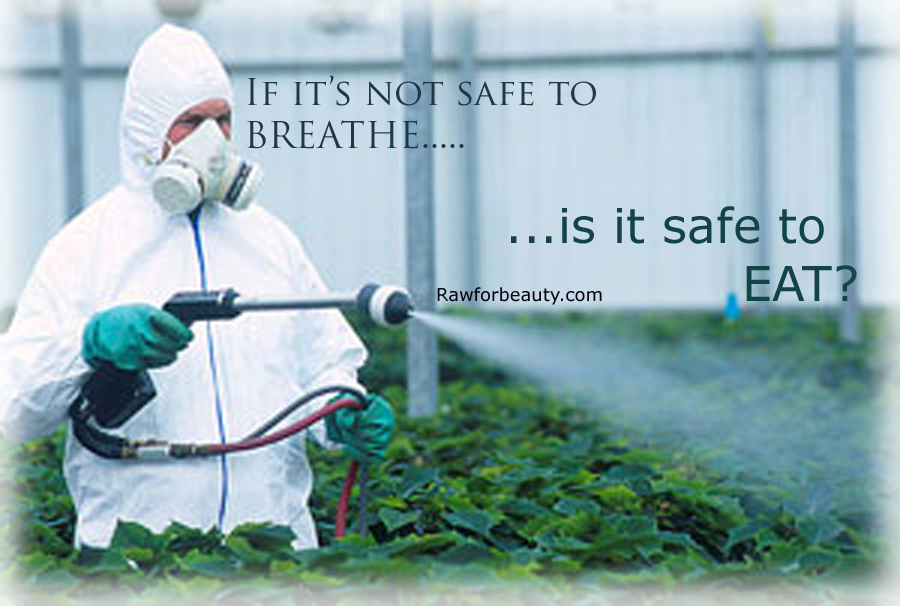 If it's not safe to
breathe.....
...is it safe to
EAT?
Rawforbeauty.com